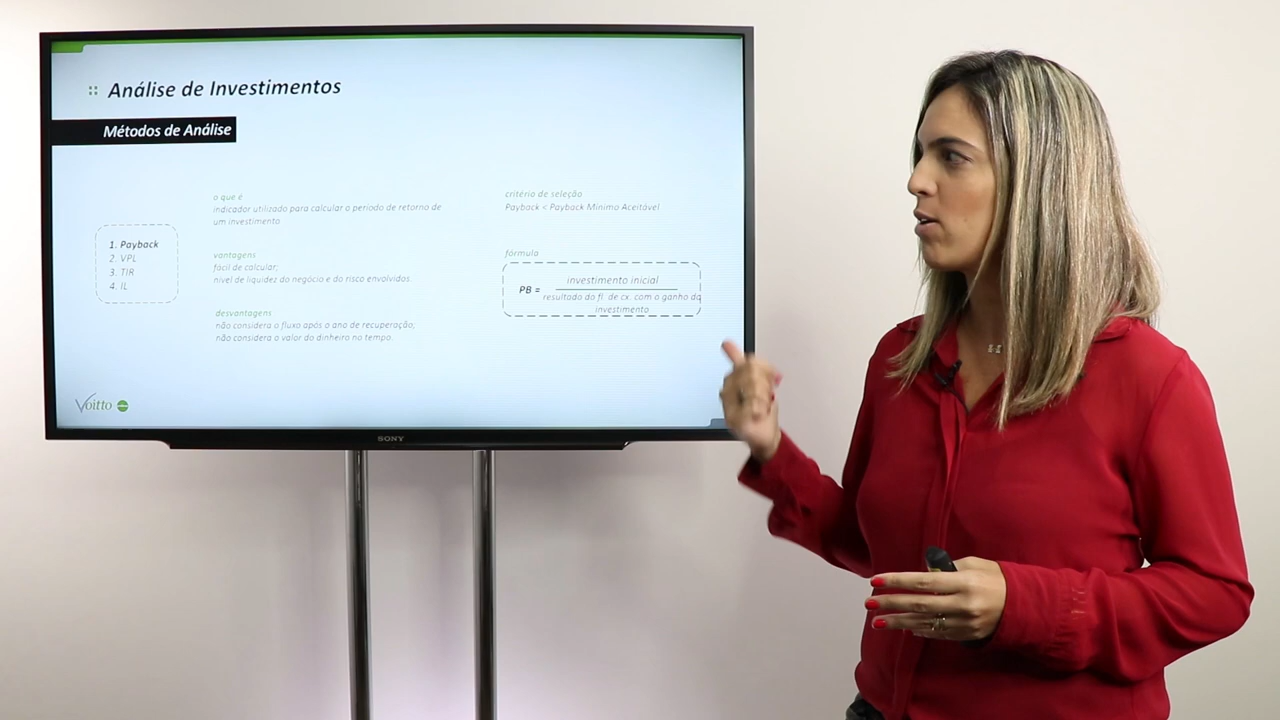 Análise de Investimentos
Métodos de Análise
1. Payback
2. VPL
3. TIR
4. IL
o que é
indicador utilizado para calcular o período de retorno de
um investimento
vantagens
fácil de calcular;
nível de liquidez do negócio e do risco envolvidos.
desvantagens
não considera o fluxo após o ano de recuperação;
não considera o valor do dinheiro no tempo.
critério de seleção
Payback < Payback Mínimo Aceitável
fórmula
PB =
investimento inicial
resultado do fl. de cx. com o ganho do
investimento
Voitto
SONY